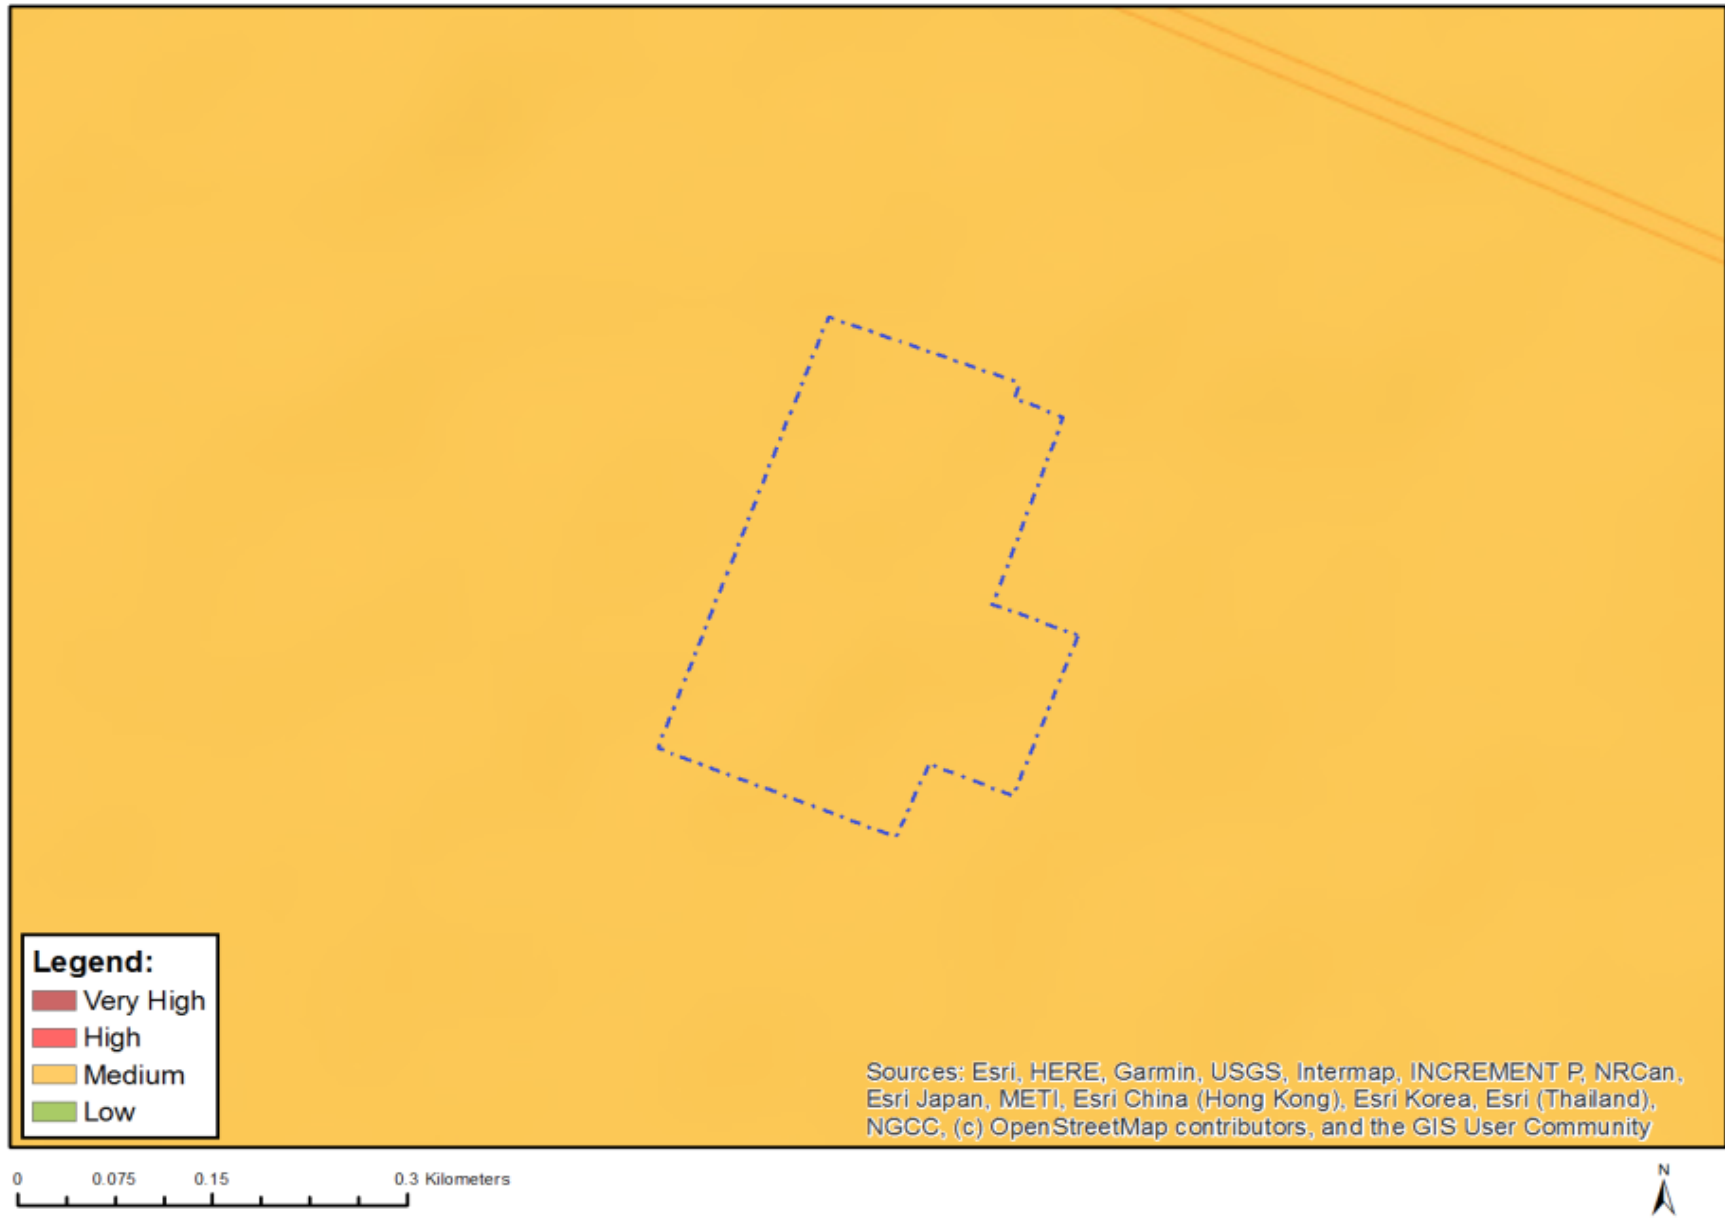 Legend:
Very High
High
Medium
Low
Sources: Esri, HERE, Garmin, USGS, Intermap, INCREMENT P, NRCan,
Esri Japan, METI, Esri China (Hong Kong), Esri Korea, Esri (Thailand),
NGCC, (c) OpenStreetMap contributors, and the GIS User Community
0 0.075 0.15 0.3 Kilometers
N